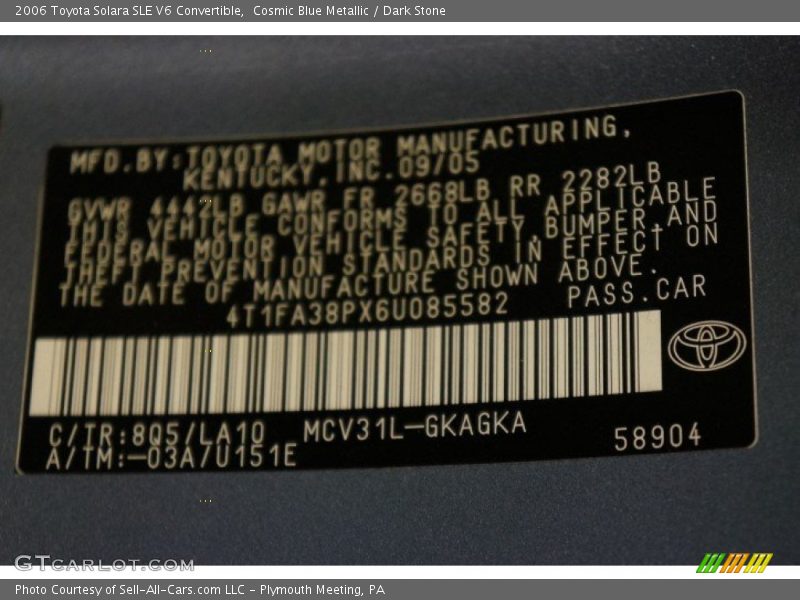 2006 Toyota Solara SLE V6 Convertible,  Cosmic Blue Metallic / Dark Stone
MFD.BY:TOYOTA MOTOR MANUFACTURING,
KENTUCKY,INC.09/05
GVWR 4442LB GAWR FR 2668LB RR 2282LB
THIS VEHICLE CONFORMS TO ALL APPLICABLE
FEDERAL MOTOR VEHICLE SAFETY,BUMPER,AND
THEFT PREVENTION STANDARDS IN EFFECT ON
THE DATE OF MANUFACTURE SHOWN ABOVE.
4T1FA38PX6U085582 PASS.CAR
C/TR:8Q5/LA10 MCV31L-GKAGKA
A/TM:-03A/U151E 58904
GTCARLOT.COM
Photo Courtesy of Sell-All-Cars.com LLC - Plymouth Meeting, PA